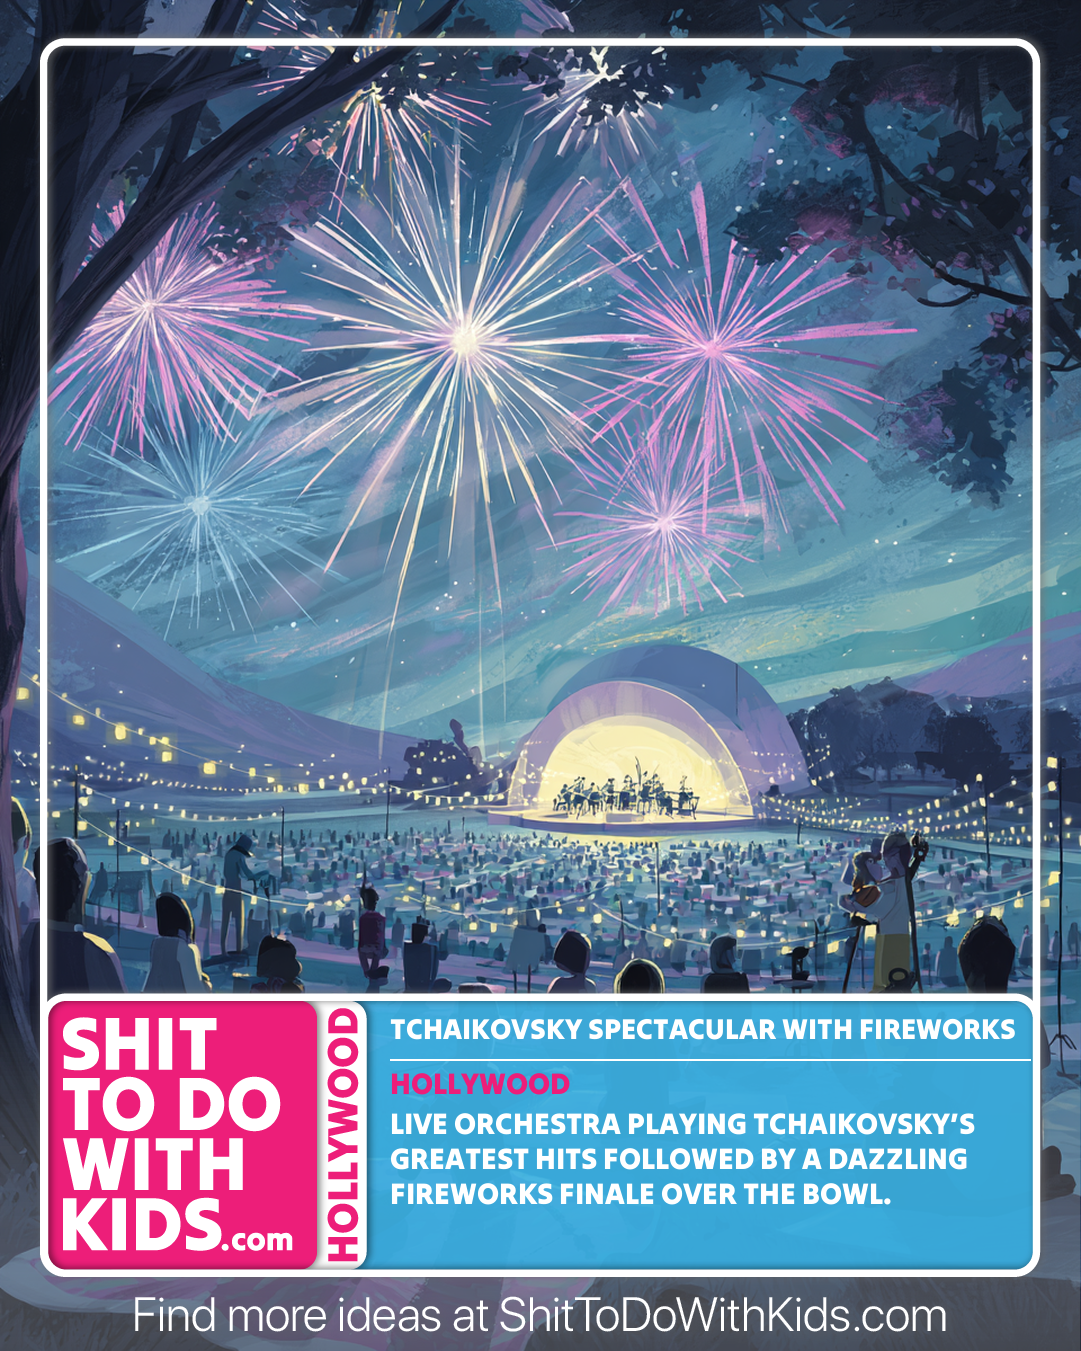 SHIT
TO DO
WITH
KIDS.com
HOLLYWOOD
TCHAIKOVSKY SPECTACULAR WITH FIREWORKS
HOLLYWOOD
LIVE ORCHESTRA PLAYING TCHAIKOVSKY’S
GREATEST HITS FOLLOWED BY A DAZZLING
FIREWORKS FINALE OVER THE BOWL.
Find more ideas at ShitToDoWithKids.com